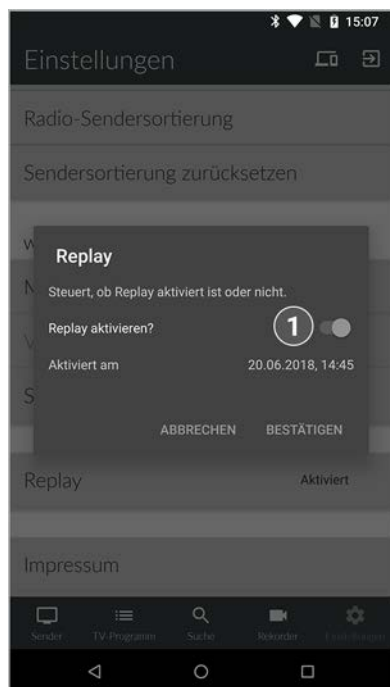 15:07
Einstellungen
Radio-Sendersortierung
Sendersortierung zurücksetzen
w
Replay
Steuert, ob Replay aktiviert ist oder nicht.
Replay aktivieren? 1
Aktiviert am 20.06.2018, 14:45
ABBRECHEN BESTÄTIGEN
M
V
S
Replay Aktiviert
Impressum
Sender TV-Programm Suche Rekorder Einstellungen